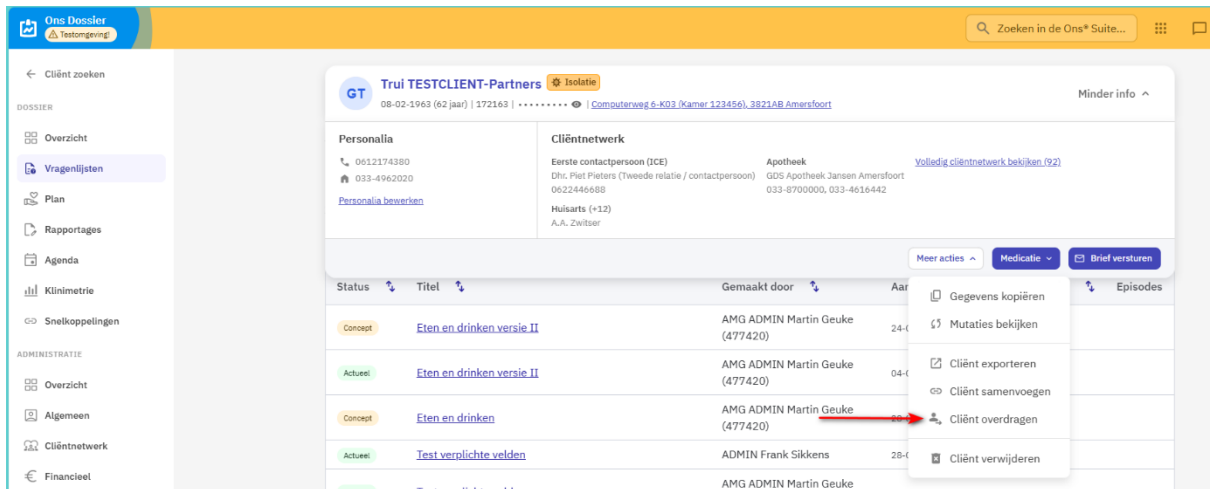 Ons Dossier
Testomgeving!
Zoeken in de Ons® Suite...
Cliënt zoeken
DOSSIER
Overzicht
Vragenlijsten
Plan
Rapportages
Agenda
Klinimetrie
Snelkoppelingen
ADMINISTRATIE
Overzicht
Algemeen
Cliëntnetwerk
Financieel
GT
Trui TESTCLIENT-Partners
Isolatie
08-02-1963 (62 jaar) | 172163 | ••••••••• | Computerweg 6-K03 (Kamer 123456), 3821AB Amersfoort
Minder info
Personalia
0612174380
033-4962020
Personalia bewerken
Cliëntnetwerk
Eerste contactpersoon (ICE)
Dhr. Piet Pieters (Tweede relatie / contactpersoon)
0622446688
Huisarts (+12)
A.A. Zwitser
Apotheek
GDS Apotheek Jansen Amersfoort
033-8700000, 033-4616442
Volledig cliëntnetwerk bekijken (92)
Meer acties
Medicatie
Brief versturen
Status Titel Gemaakt door Aan Episodes
Concept Eten en drinken versie II AMG ADMIN Martin Geuke (477420) 24-0
Actueel Eten en drinken versie II AMG ADMIN Martin Geuke (477420) 04-0
Concept Eten en drinken AMG ADMIN Martin Geuke (477420)
Actueel Test verplichte velden ADMIN Frank Sikkens 28-0
AMG ADMIN Martin Geuke
Gegevens kopiëren
Mutaties bekijken
Cliënt exporteren
Cliënt samenvoegen
Cliënt overdragen
Cliënt verwijderen